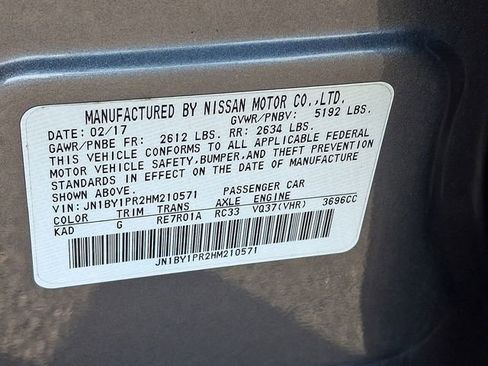 MANUFACTURED BY NISSAN MOTOR CO.,LTD.
DATE: 02/17 GVWR/PNBV: 5192 LBS.
GAWR/PNBE FR: 2612 LBS. RR: 2634 LBS.
THIS VEHICLE CONFORMS TO ALL APPLICABLE FEDERAL
MOTOR VEHICLE SAFETY, BUMPER, AND THEFT PREVENTION
STANDARDS IN EFFECT ON THE DATE OF MANUFACTURE
SHOWN ABOVE.
VIN: JN1BY1PR2HM210571 PASSENGER CAR
COLOR TRIM TRANS AXLE ENGINE
KAD G RE7R01A RC33 VQ37(VHR) 3696CC
JN1BY1PR2HM210571